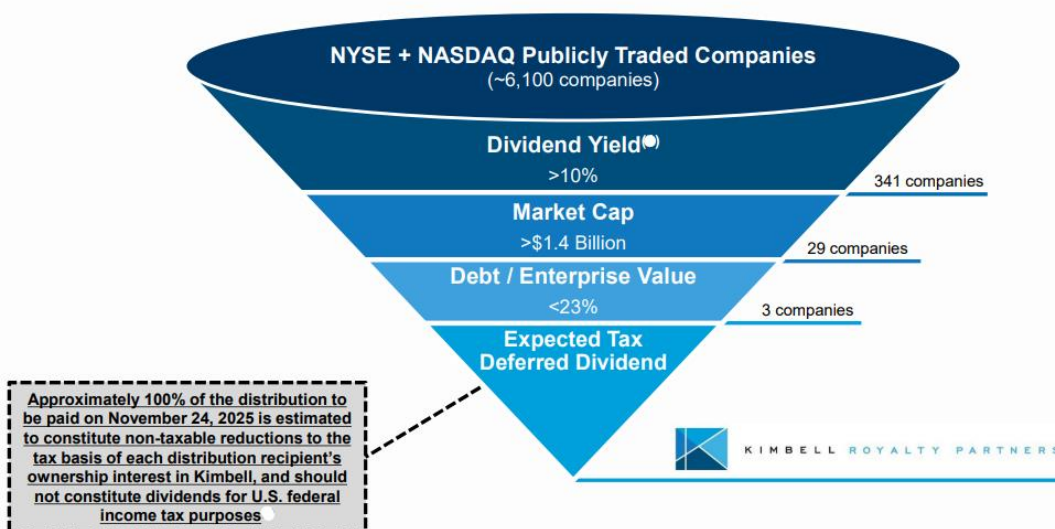 NYSE + NASDAQ Publicly Traded Companies
(~6,100 companies)
Dividend Yield
>10%
341 companies
Market Cap
>$1.4 Billion
29 companies
Debt / Enterprise Value
<23%
3 companies
Expected Tax
Deferred Dividend
Approximately 100% of the distribution to
be paid on November 24, 2025 is estimated
to constitute non-taxable reductions to the
tax basis of each distribution recipient's
ownership interest in Kimbell, and should
not constitute dividends for U.S. federal
income tax purposes
KIMBELL ROYALTY PARTNERS